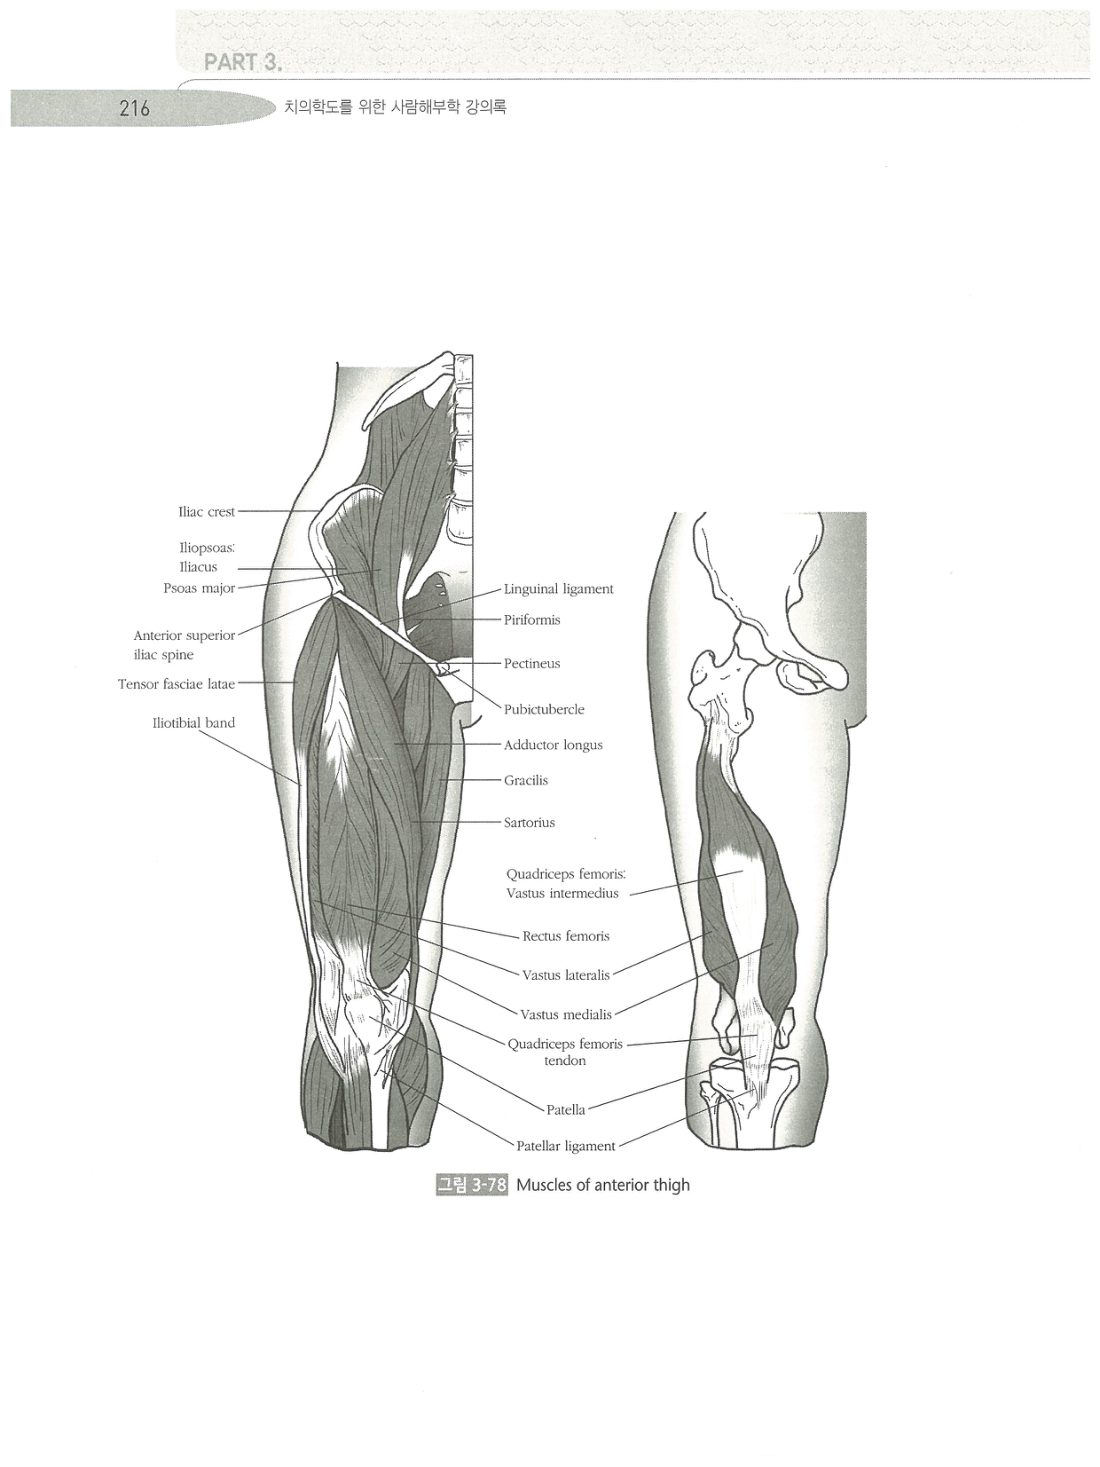 PART 3.
216
치의학도를 위한 사람해부학 강의록
Iliac crest
Iliopsoas:
Iliacus
Psoas major
Anterior superior
iliac spine
Tensor fasciae latae
Iliotibial band
Linguinal ligament
Piriformis
Pectineus
Pubictubercle
Adductor longus
Gracilis
Sartorius
Quadriceps femoris:
Vastus intermedius
Rectus femoris
Vastus lateralis
Vastus medialis
Quadriceps femoris
tendon
Patella
Patellar ligament
그림 3-78 Muscles of anterior thigh